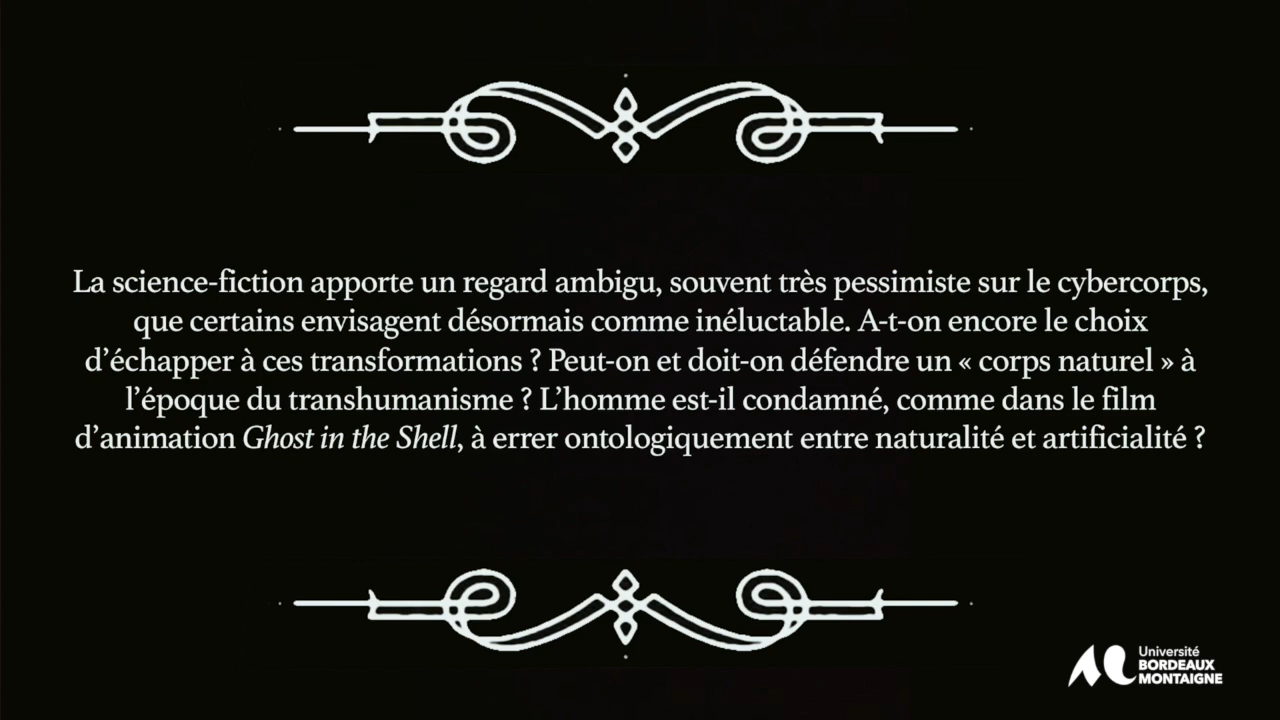 La science-fiction apporte un regard ambigu, souvent très pessimiste sur le cybercorps,
que certains envisagent désormais comme inéluctable. A-t-on encore le choix
d’échapper à ces transformations ? Peut-on et doit-on défendre un « corps naturel » à
l’époque du transhumanisme ? L’homme est-il condamné, comme dans le film
d’animation Ghost in the Shell, à errer ontologiquement entre naturalité et artificialité ?
Université
BORDEAUX
MONTAIGNE